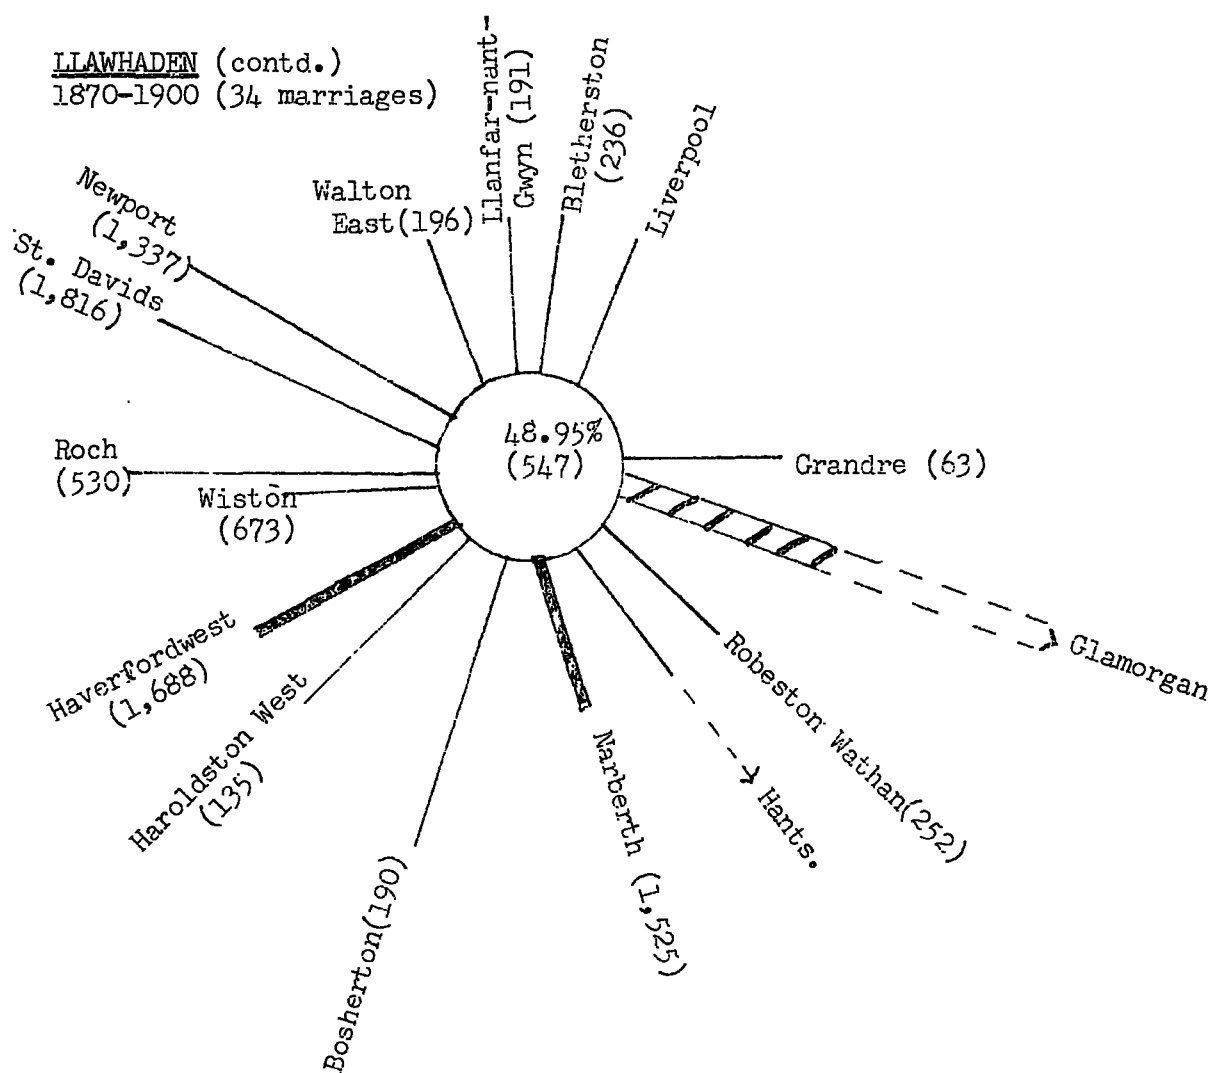 LLAWHADEN (contd.)
1870-1900 (34 marriages)
Newport
(1,337)
St. Davids
(1,816)
Walton
East(196)
Llanfar-nant-
Gwyn (191)
Bletherston
(236)
Liverpool
Roch
(530)
Wiston
(673)
48.95%
(547)
Grandre (63)
Glamorgan
Haverfordwest
(1,688)
Haroldston West
(135)
Bosherton(190)
Narberth (1,525)
Hants.
Robeston Wathan(252)